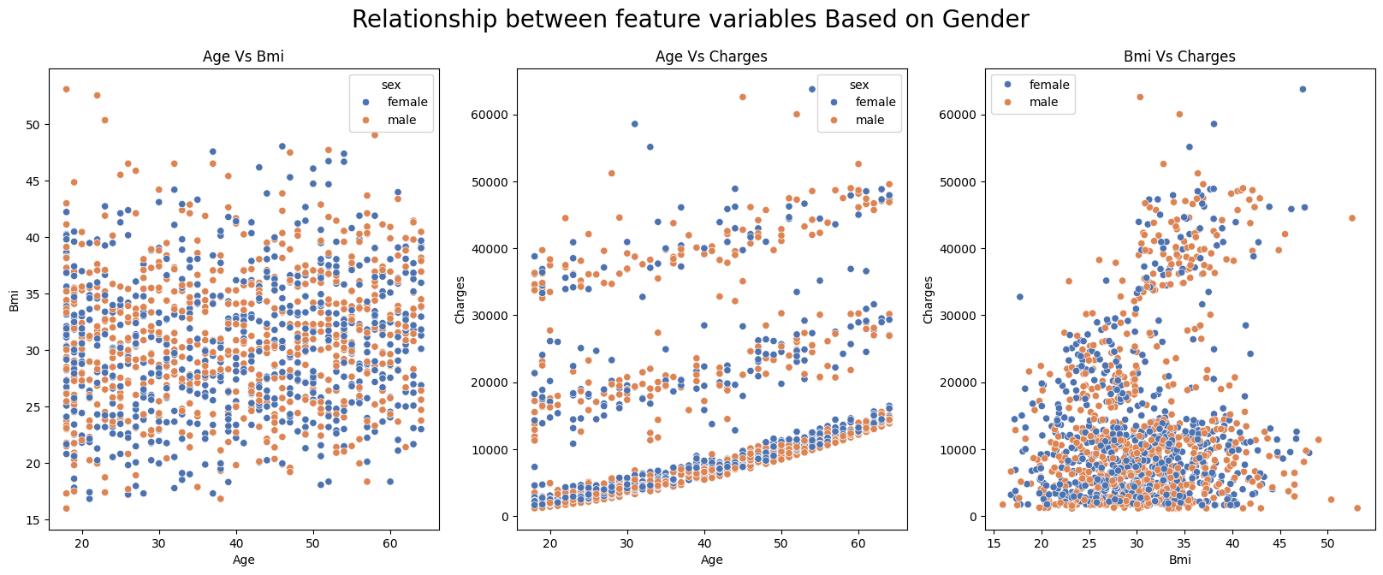 Relationship between feature variables Based on Gender
Age Vs Bmi
sex
female
male
50
45
40
35
30
25
20
15
Bmi
20
30
40
50
60
Age
Age Vs Charges
sex
female
male
60000
50000
40000
30000
20000
10000
0
Charges
20
30
40
50
60
Age
Bmi Vs Charges
female
male
60000
50000
40000
30000
20000
10000
0
Charges
15
20
25
30
35
40
45
50
Bmi